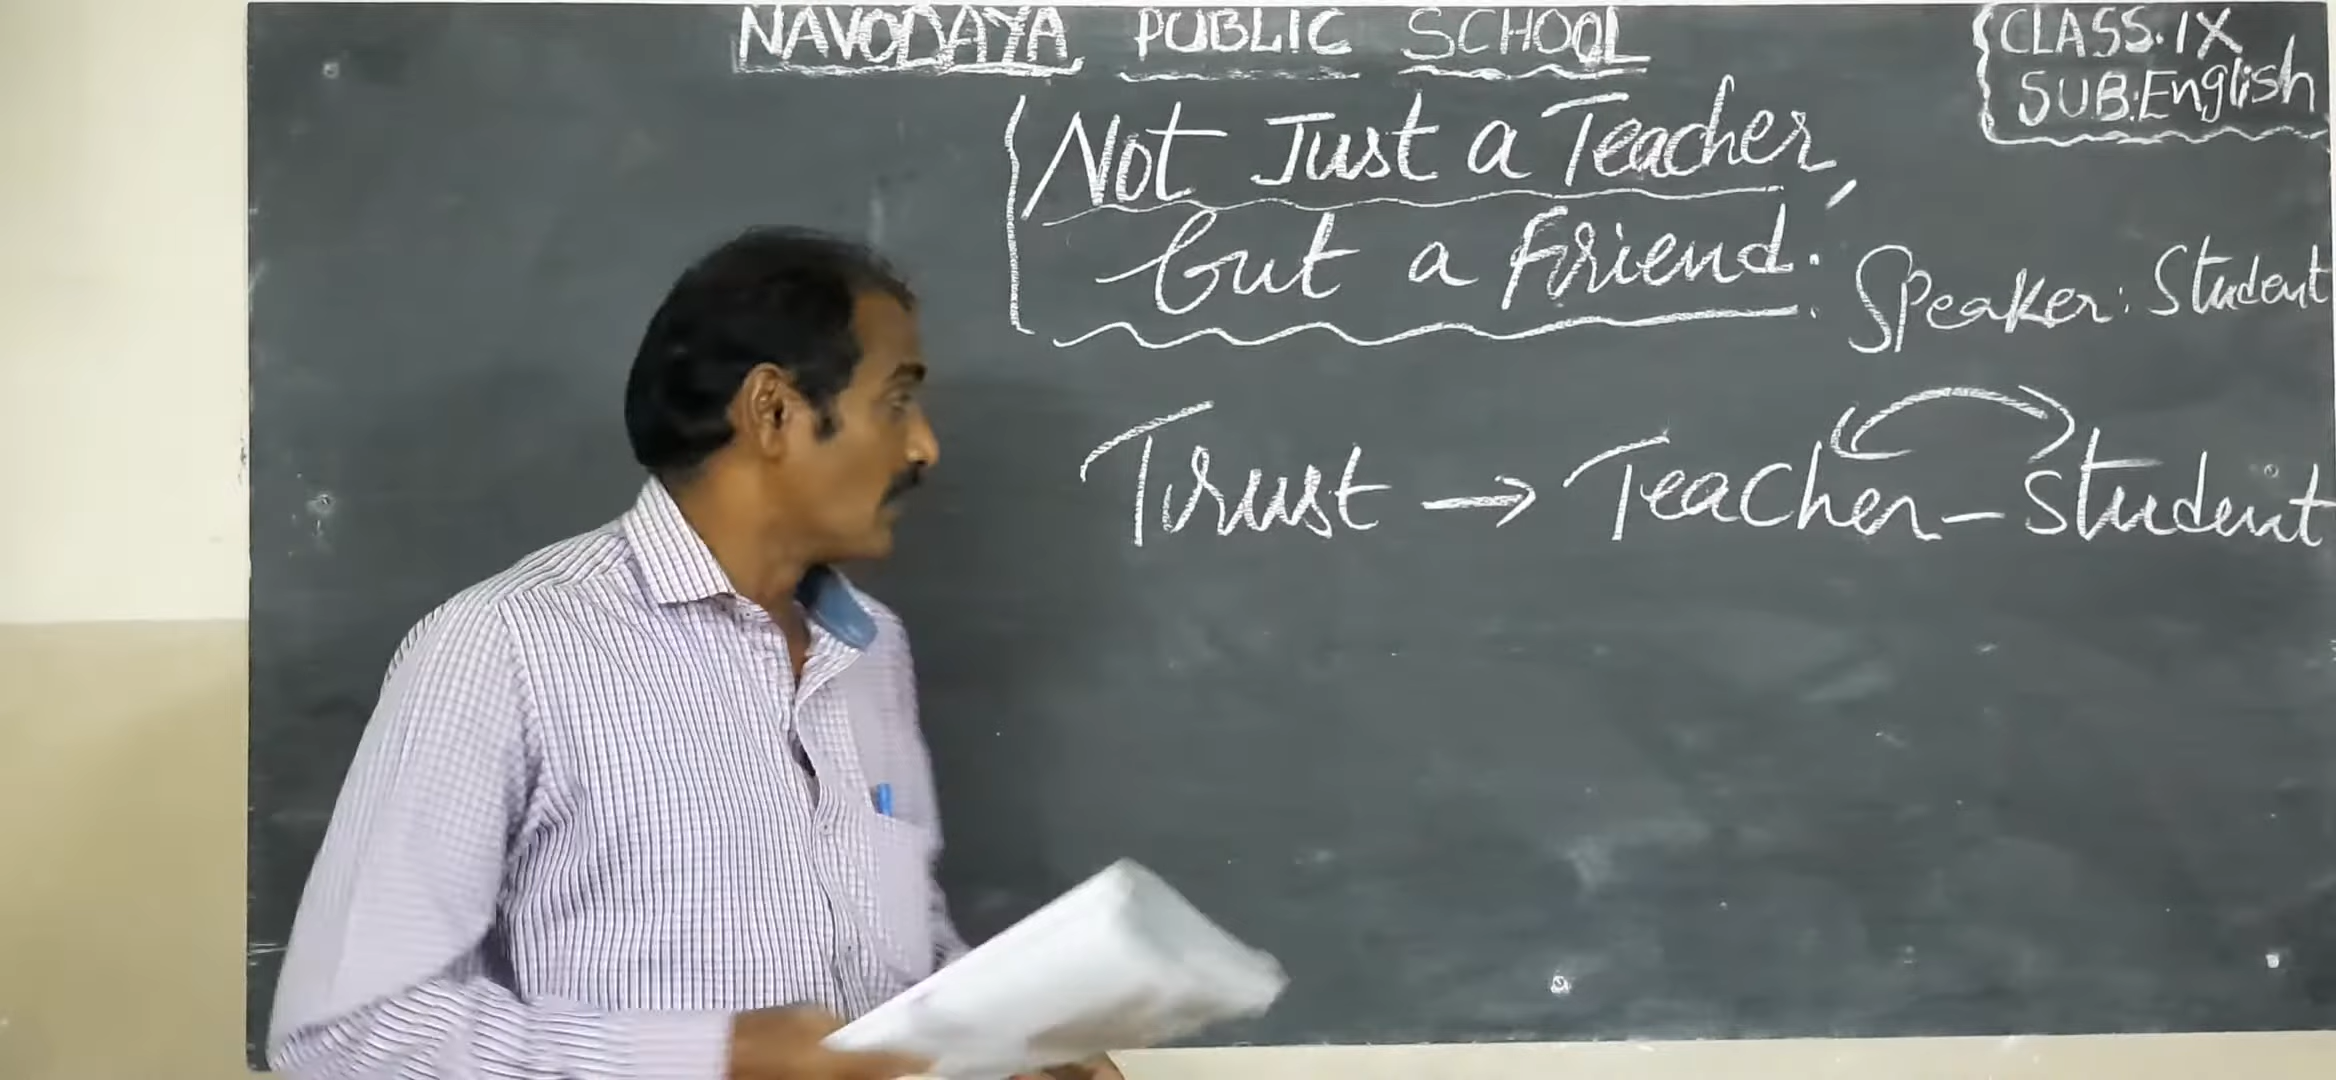 NAVODAYA PUBLIC SCHOOL
CLASS.IX
SUB:English
Not Just a Teacher,
but a Friend.
Speaker: Student
Trust → Teacher - Student